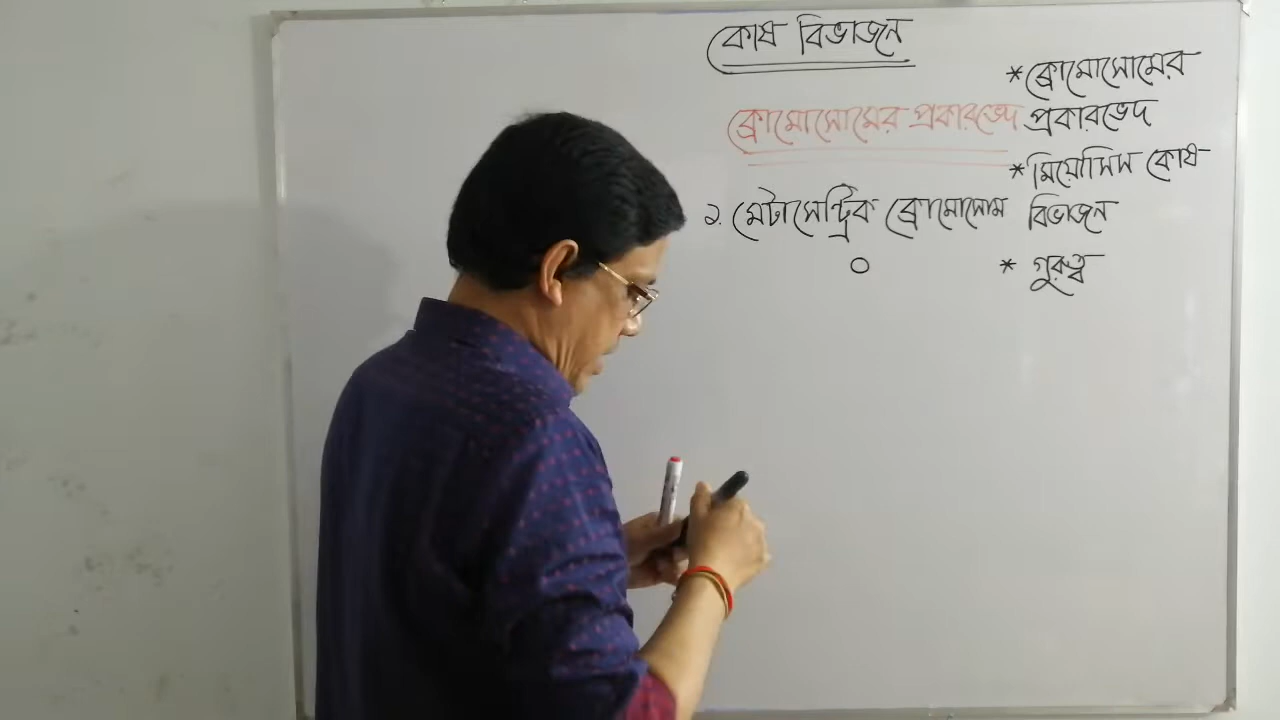 কোষ বিভাজন
ক্রোমোসোমের প্রকারভেদ
১. মেটাসেন্ট্রিক ক্রোমোসোম
* ক্রোমোসোমের
প্রকারভেদ
* মিয়োসিস কোষ
বিভাজন
* গুরুত্ব